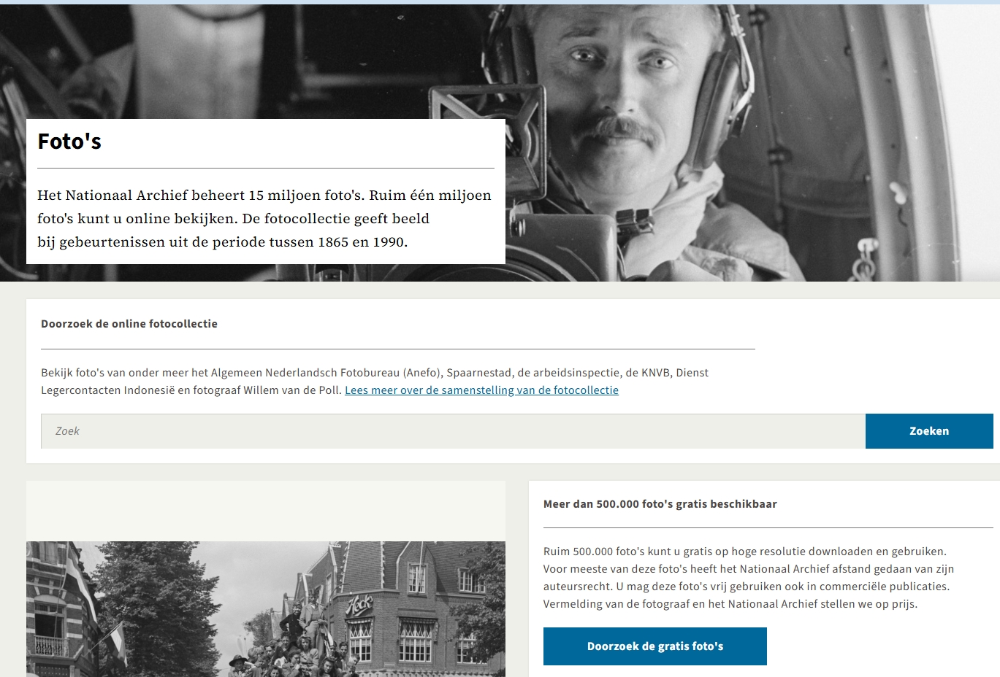 Foto's
Het Nationaal Archief beheert 15 miljoen foto's. Ruim één miljoen
foto's kunt u online bekijken. De fotocollectie geeft beeld
bij gebeurtenissen uit de periode tussen 1865 en 1990.
Doorzoek de online fotocollectie
Bekijk foto's van onder meer het Algemeen Nederlandsch Fotobureau (Anefo), Spaarnestad, de arbeidsinspectie, de KNVB, Dienst
Legercontacten Indonesië en fotograaf Willem van de Poll. Lees meer over de samenstelling van de fotocollectie
Zoek
Zoeken
Heck's
Meer dan 500.000 foto's gratis beschikbaar
Ruim 500.000 foto's kunt u gratis op hoge resolutie downloaden en gebruiken.
Voor meeste van deze foto's heeft het Nationaal Archief afstand gedaan van zijn
auteursrecht. U mag deze foto's vrij gebruiken ook in commerciële publicaties.
Vermelding van de fotograaf en het Nationaal Archief stellen we op prijs.
Doorzoek de gratis foto's